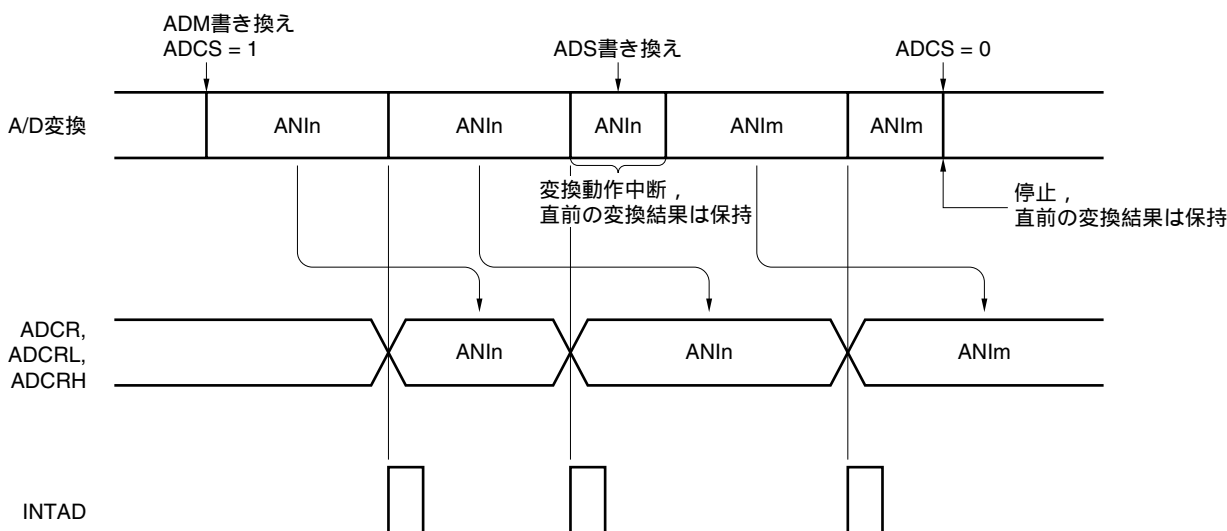 ADM書き換え
ADCS = 1
ADS書き換え
ADCS = 0
A/D変換
ANIn
ANIn
ANIn
ANIm
ANIm
変換動作中断，
直前の変換結果は保持
停止，
直前の変換結果は保持
ADCR,
ADCRL,
ADCRH
ANIn
ANIn
ANIm
INTAD